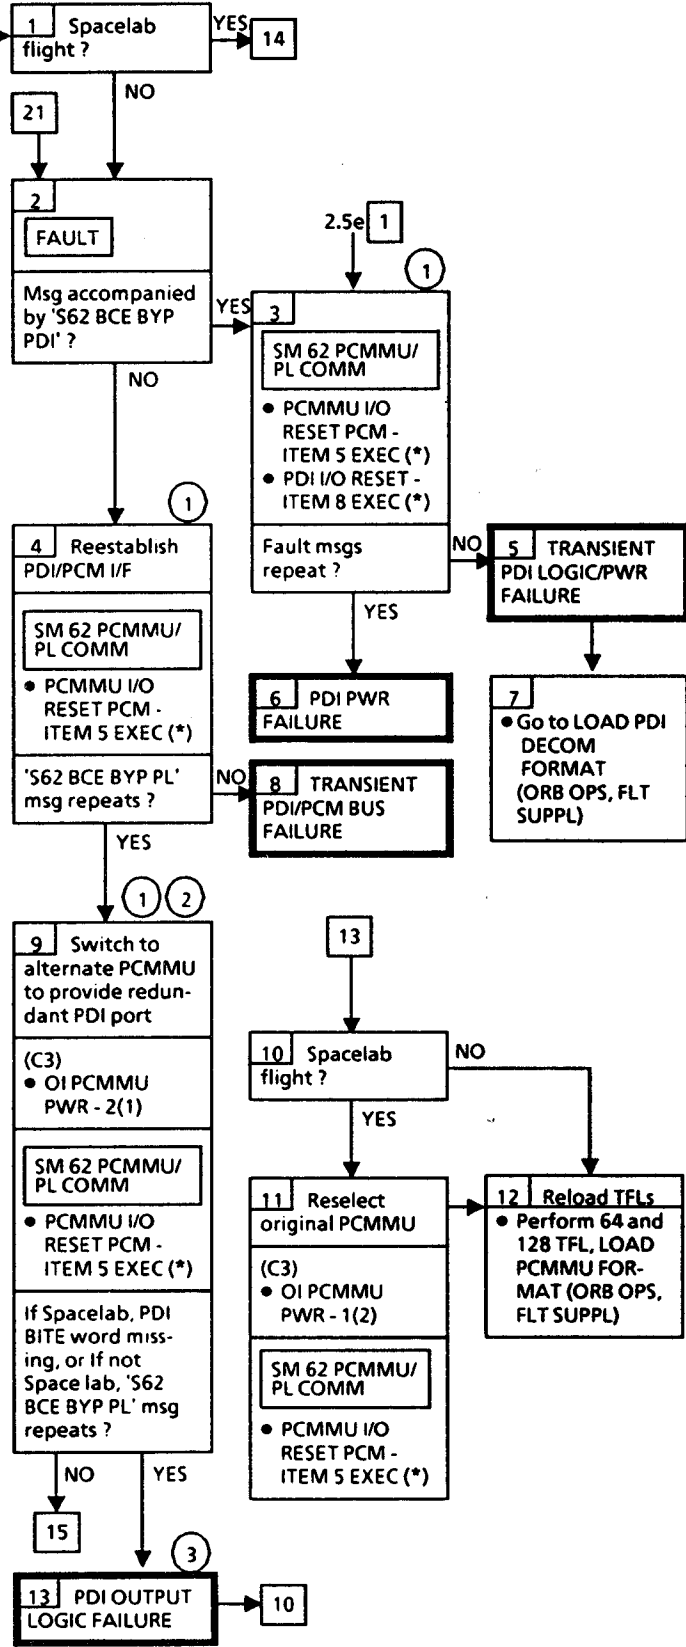 1 Spacelab
flight ?
YES
14
NO
21
2
FAULT
Msg accompanied
by 'S62 BCE BYP
PDI' ?
YES
NO
2.5e 1
1
3
SM 62 PCMMU/
PL COMM
● PCMMU I/O
RESET PCM -
ITEM 5 EXEC (*)
● PDI I/O RESET -
ITEM 8 EXEC (*)
Fault msgs
repeat ?
NO
YES
5 TRANSIENT
PDI LOGIC/PWR
FAILURE
6 PDI PWR
FAILURE
7
● Go to LOAD PDI
DECOM
FORMAT
(ORB OPS, FLT
SUPPL)
1
4 Reestablish
PDI/PCM I/F
SM 62 PCMMU/
PL COMM
● PCMMU I/O
RESET PCM -
ITEM 5 EXEC (*)
'S62 BCE BYP PL'
msg repeats ?
NO
YES
8 TRANSIENT
PDI/PCM BUS
FAILURE
1 2
9 Switch to
alternate PCMMU
to provide redun-
dant PDI port
(C3)
● OI PCMMU
PWR - 2(1)
SM 62 PCMMU/
PL COMM
● PCMMU I/O
RESET PCM -
ITEM 5 EXEC (*)
If Spacelab, PDI
BITE word miss-
ing, or If not
Space lab, 'S62
BCE BYP PL' msg
repeats ?
NO
YES
15
3
13 PDI OUTPUT
LOGIC FAILURE
10
13
10 Spacelab
flight ?
NO
YES
11 Reselect
original PCMMU
(C3)
● OI PCMMU
PWR - 1(2)
SM 62 PCMMU/
PL COMM
● PCMMU I/O
RESET PCM -
ITEM 5 EXEC (*)
12 Reload TFLs
● Perform 64 and
128 TFL, LOAD
PCMMU FOR-
MAT (ORB OPS,
FLT SUPPL)